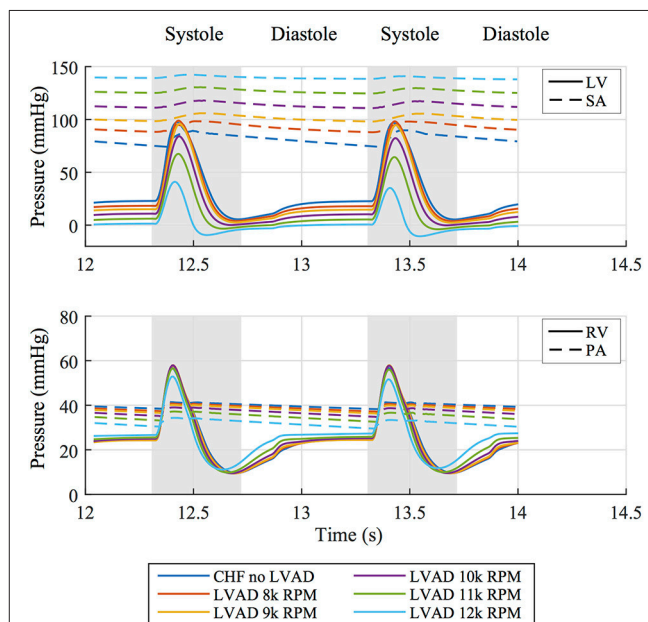 Systole Diastole Systole Diastole
150
100
50
0
Pressure (mmHg)
LV
SA
12 12.5 13 13.5 14 14.5
80
60
40
20
0
Pressure (mmHg)
RV
PA
12 12.5 13 13.5 14 14.5
Time (s)
CHF no LVAD LVAD 10k RPM
LVAD 8k RPM LVAD 11k RPM
LVAD 9k RPM LVAD 12k RPM